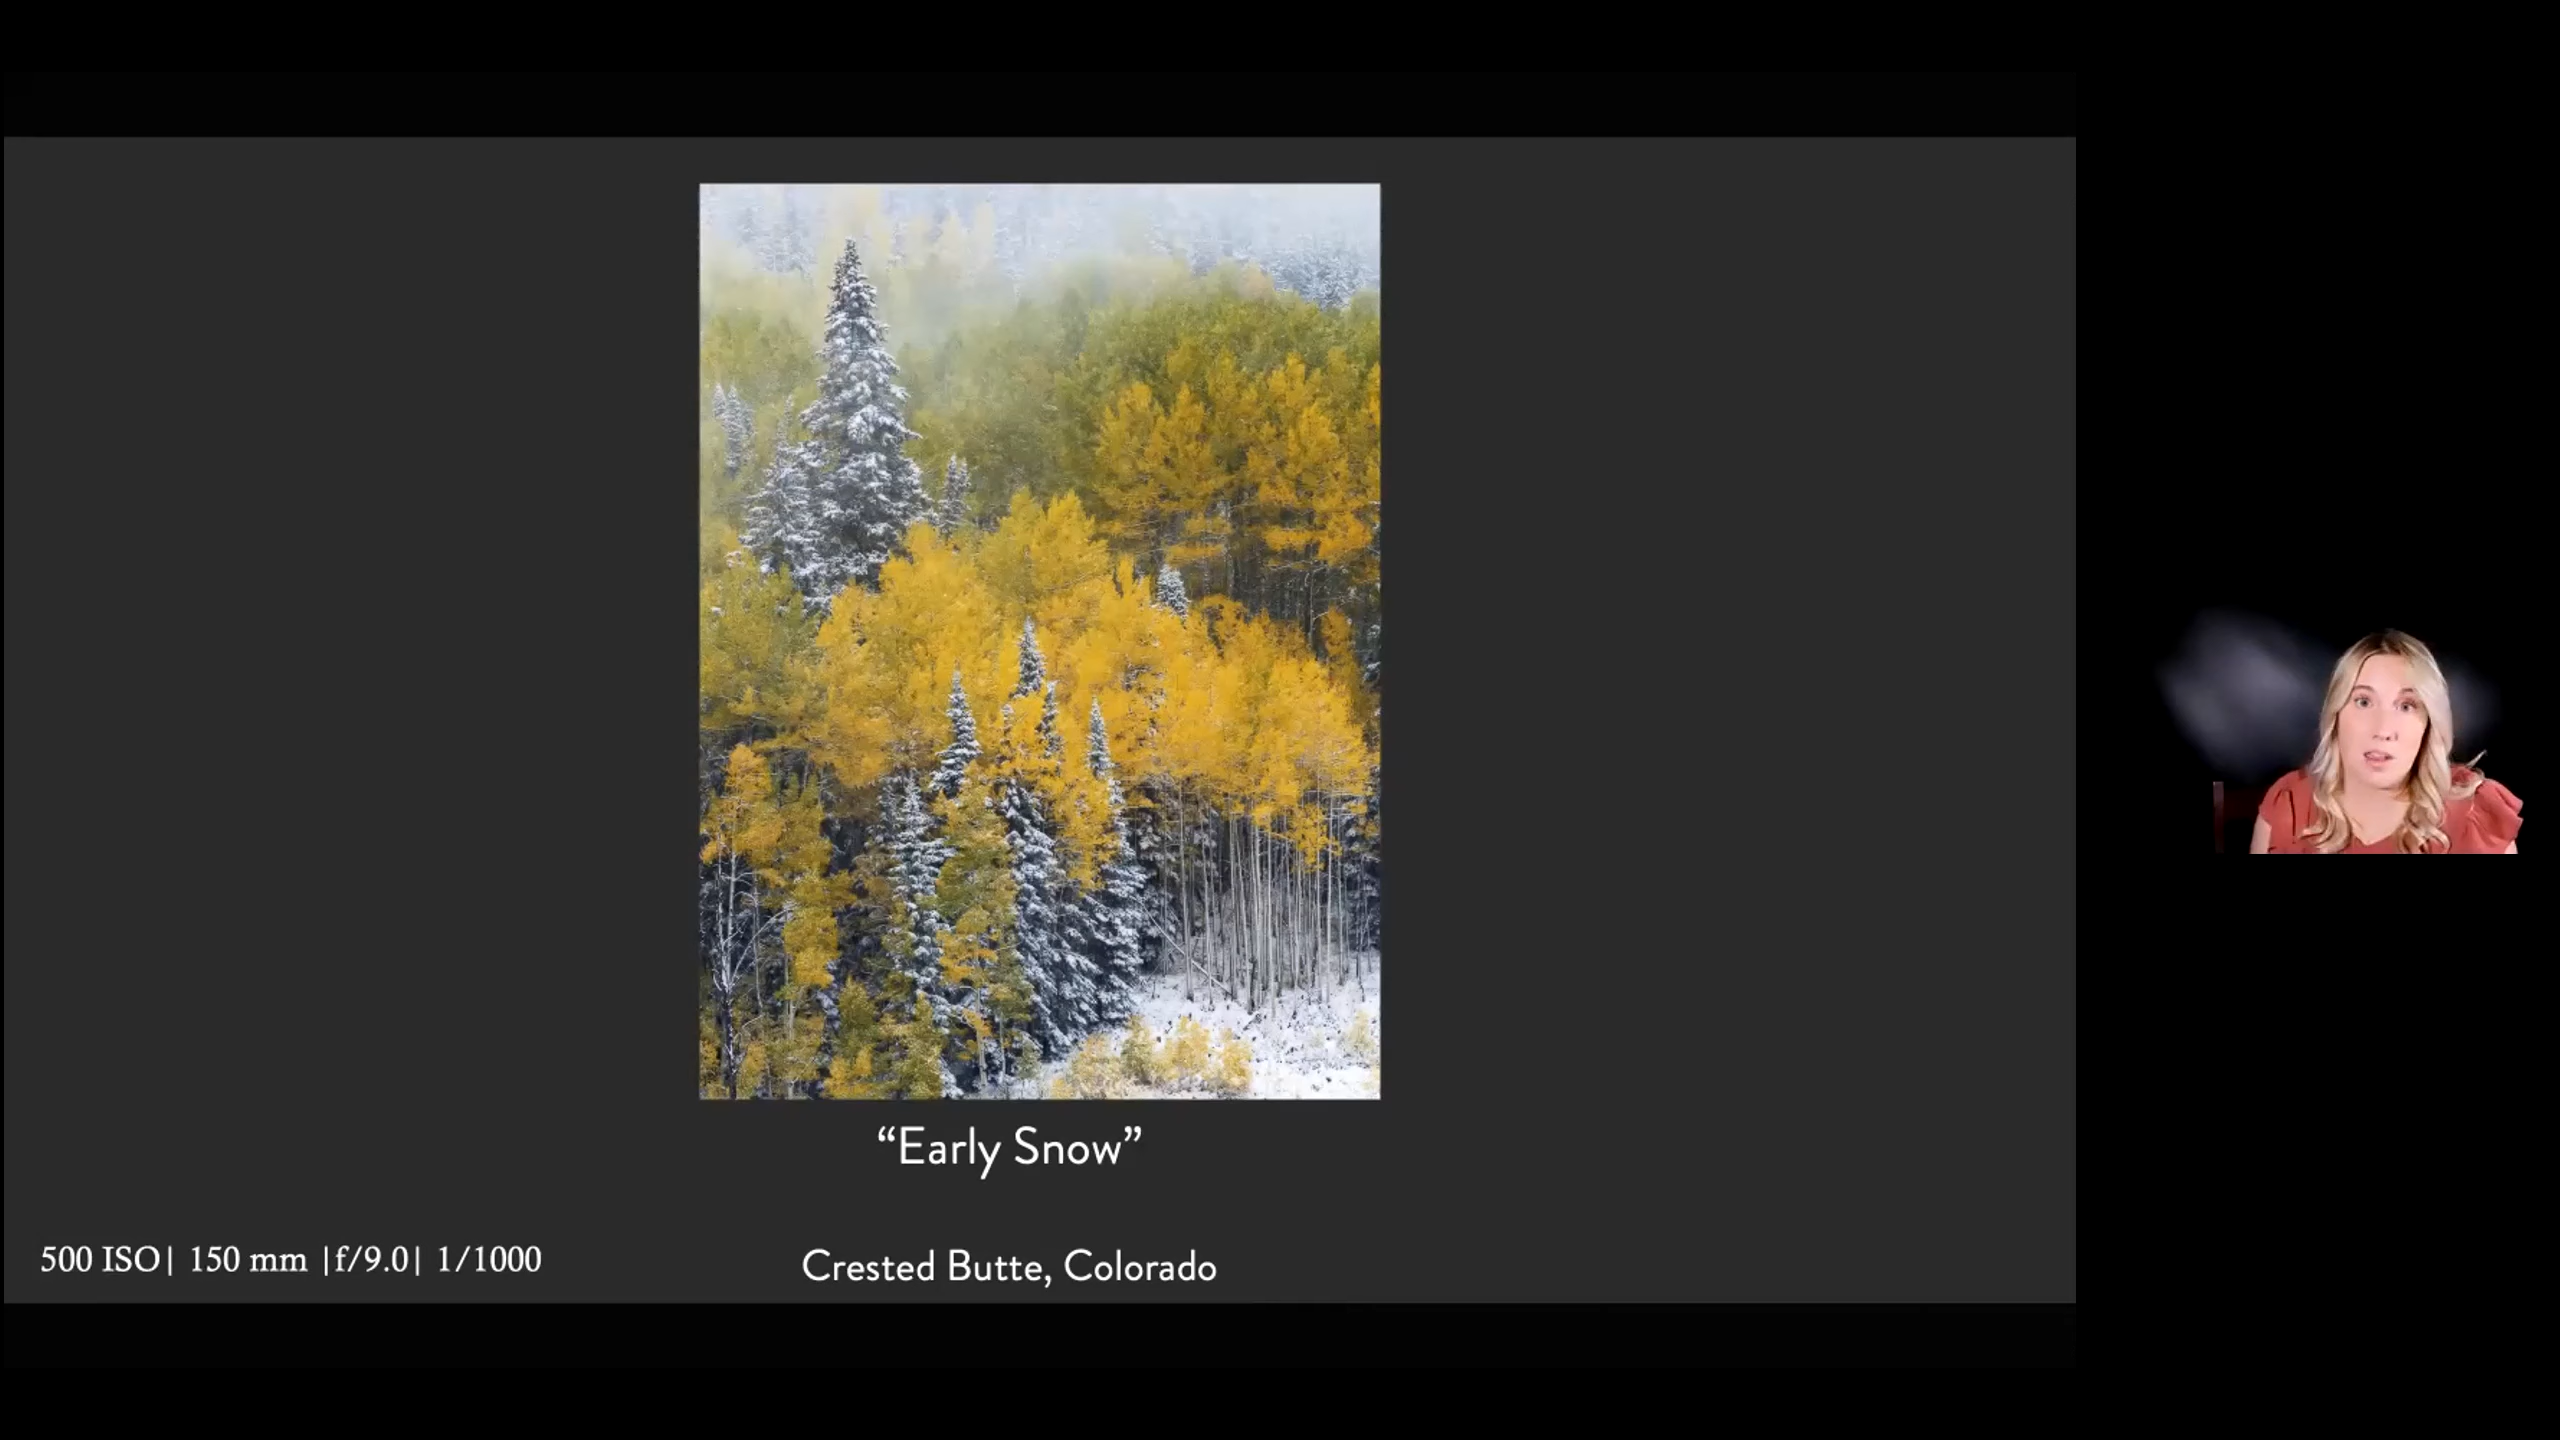 “Early Snow”
500 ISO| 150 mm |f/9.0| 1/1000
Crested Butte, Colorado